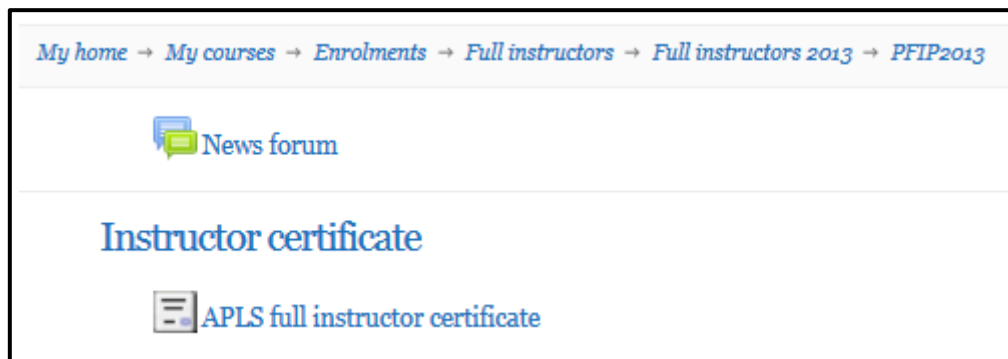 My home → My courses → Enrolments → Full instructors → Full instructors 2013 → PFIP2013
News forum
Instructor certificate
APLS full instructor certificate